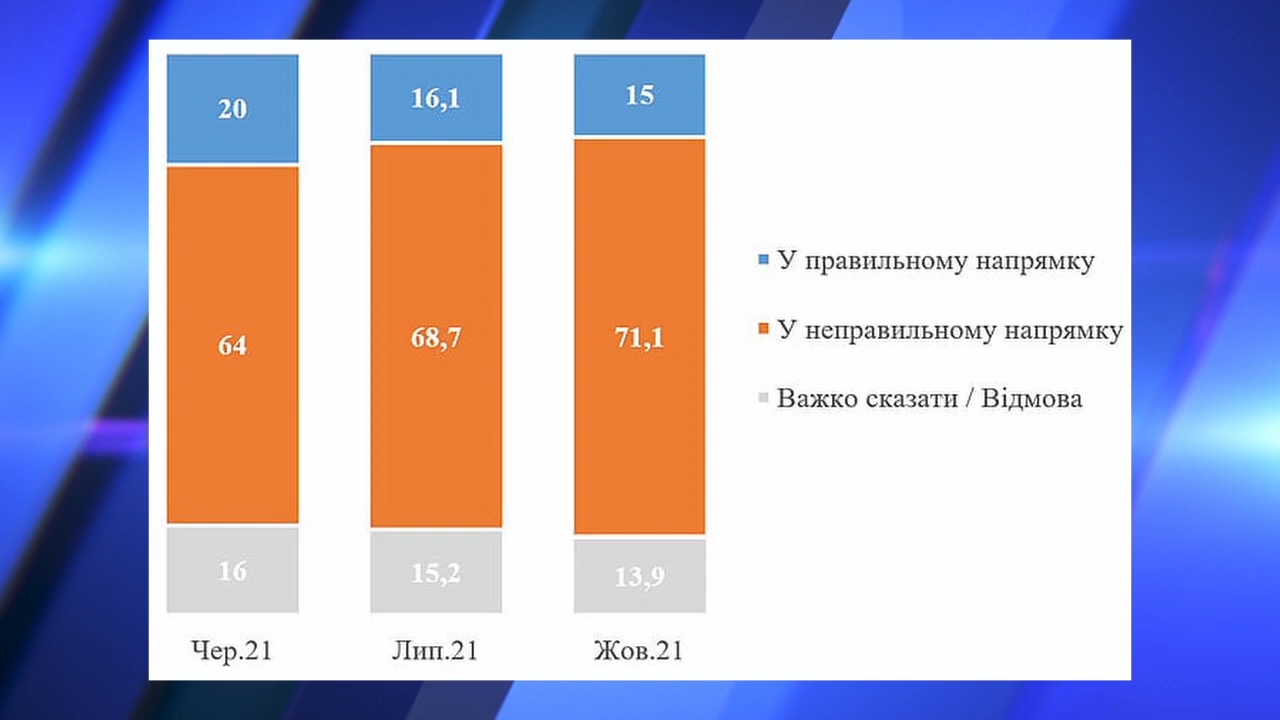 20
16,1
15
64
68,7
71,1
16
15,2
13,9
Чер.21
Лип.21
Жов.21
У правильному напрямку
У неправильному напрямку
Важко сказати / Відмова